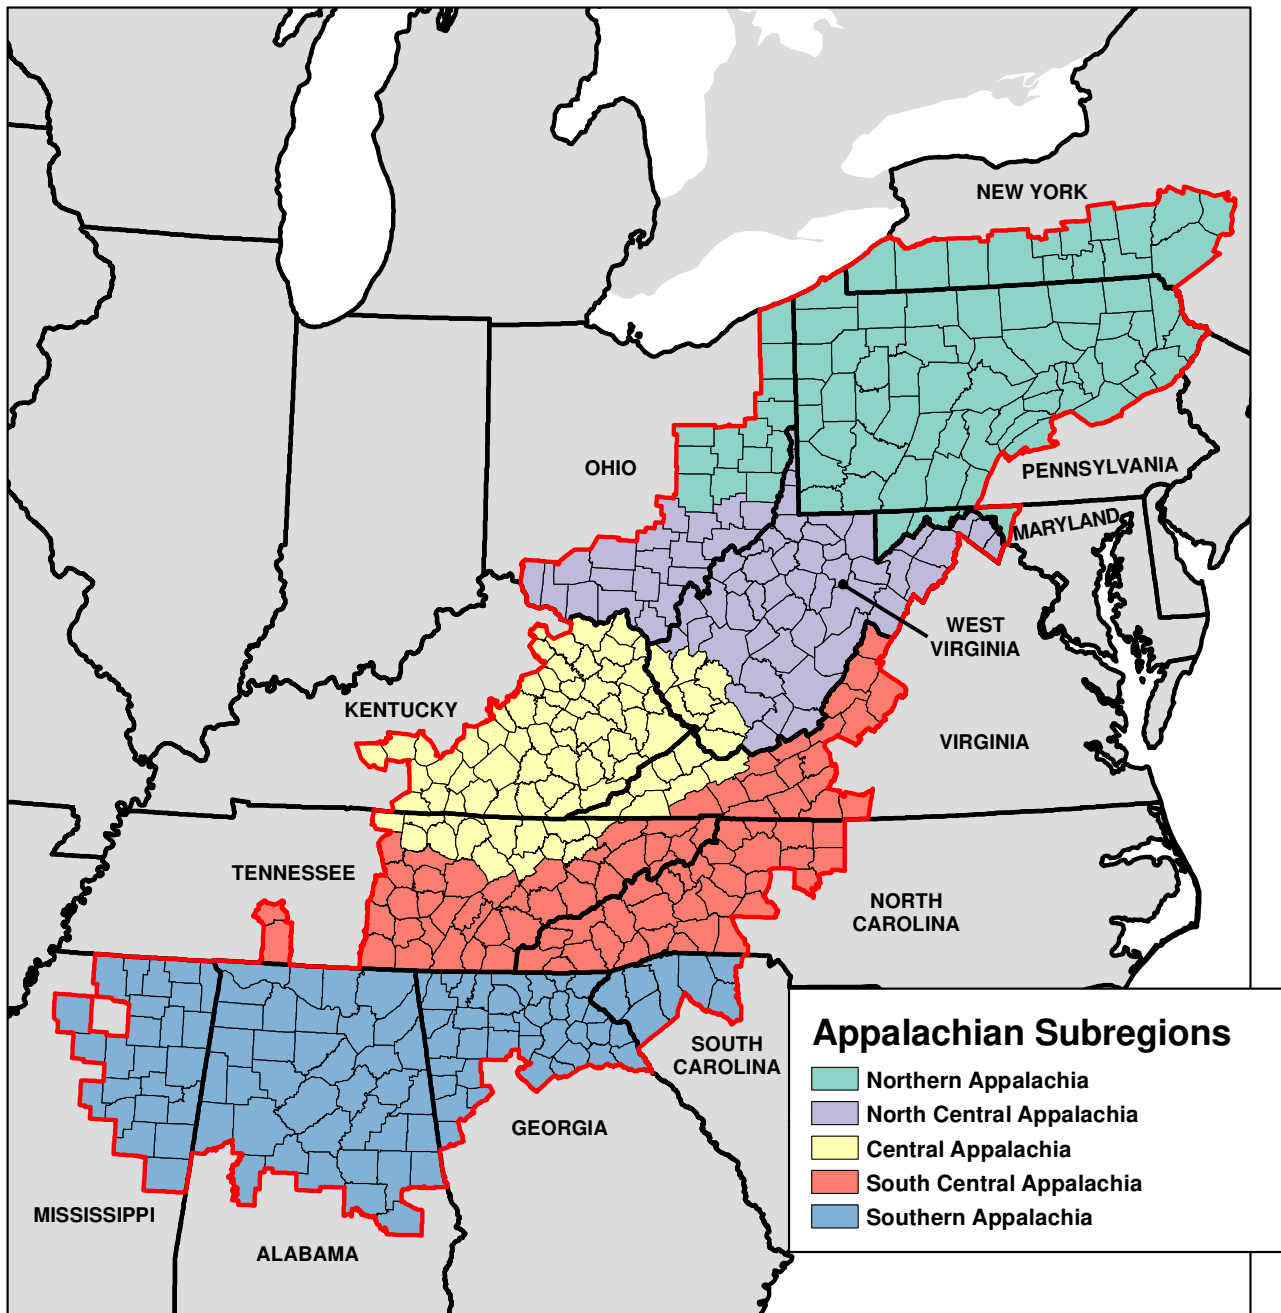 NEW YORK
OHIO
PENNSYLVANIA
MARYLAND
WEST
VIRGINIA
KENTUCKY
VIRGINIA
TENNESSEE
NORTH
CAROLINA
SOUTH
CAROLINA
GEORGIA
MISSISSIPPI
ALABAMA
Appalachian Subregions
Northern Appalachia
North Central Appalachia
Central Appalachia
South Central Appalachia
Southern Appalachia